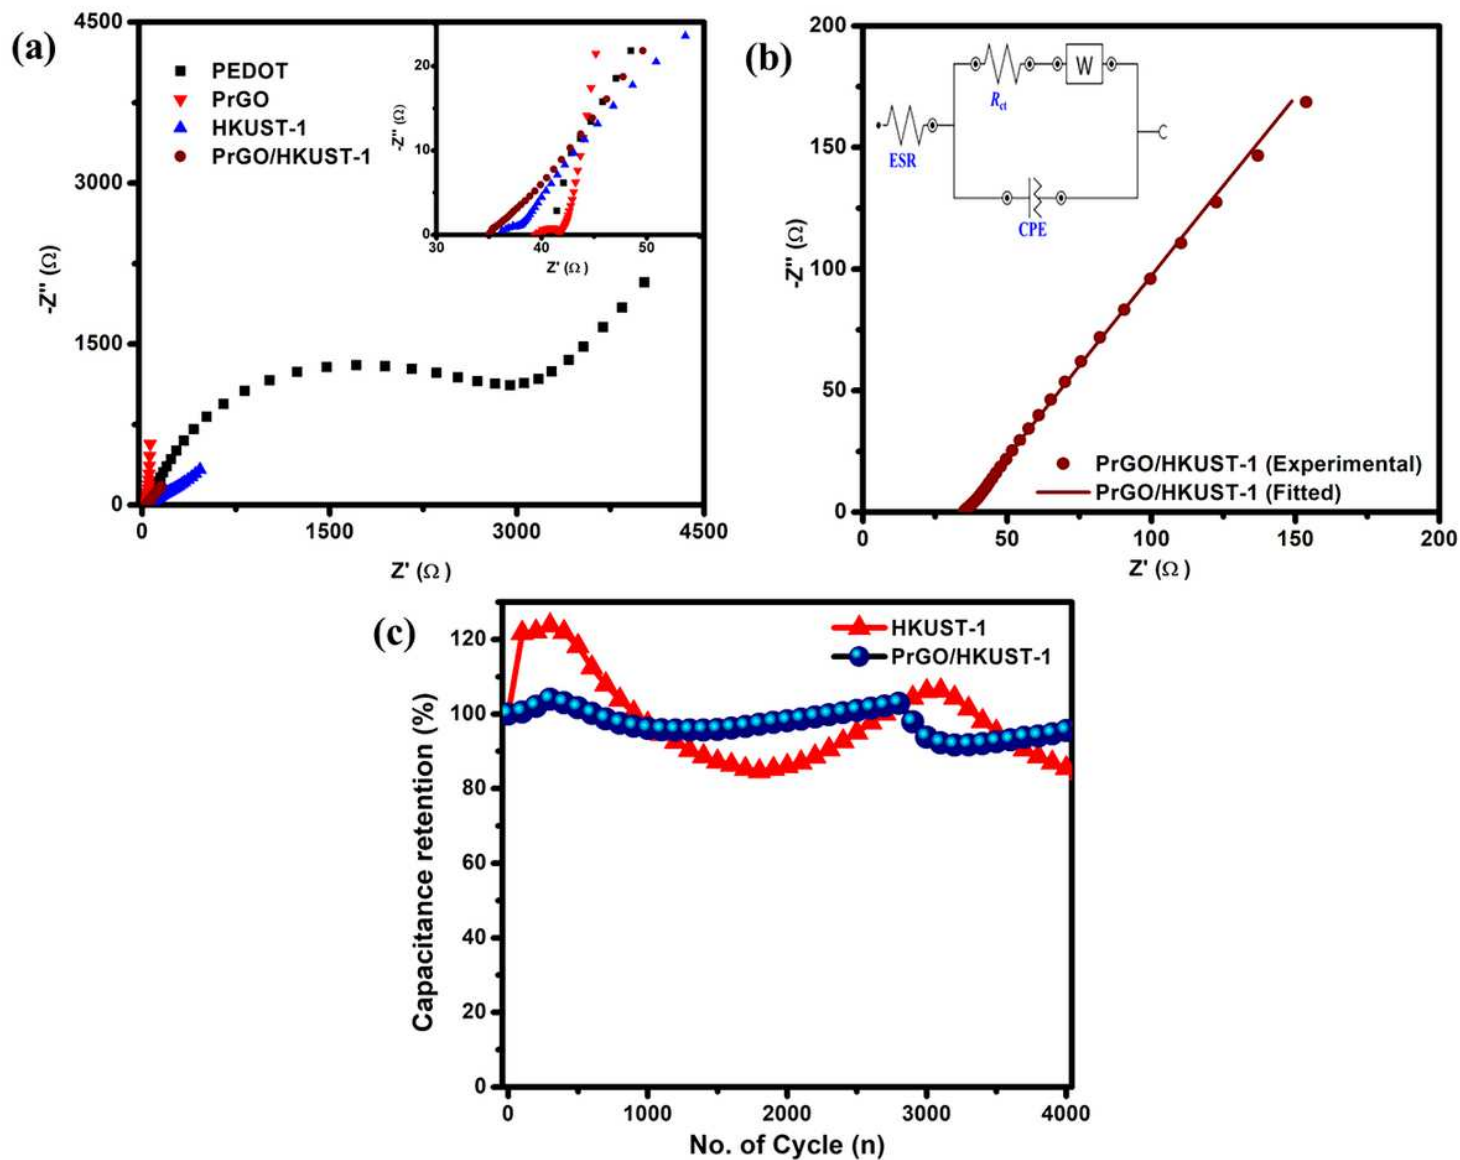 (a)
4500
3000
1500
0
-Z'' (Ω)
PEDOT
PrGO
HKUST-1
PrGO/HKUST-1
20
10
0
-Z'' (Ω)
30 40 50
Z' (Ω )
0 1500 3000 4500
Z' (Ω )
(b)
200
150
100
50
0
-Z'' (Ω)
ESR
Rct
W
CPE
PrGO/HKUST-1 (Experimental)
PrGO/HKUST-1 (Fitted)
0 50 100 150 200
Z' (Ω )
(c)
120
100
80
60
40
20
0
Capacitance retention (%)
HKUST-1
PrGO/HKUST-1
0 1000 2000 3000 4000
No. of Cycle (n)